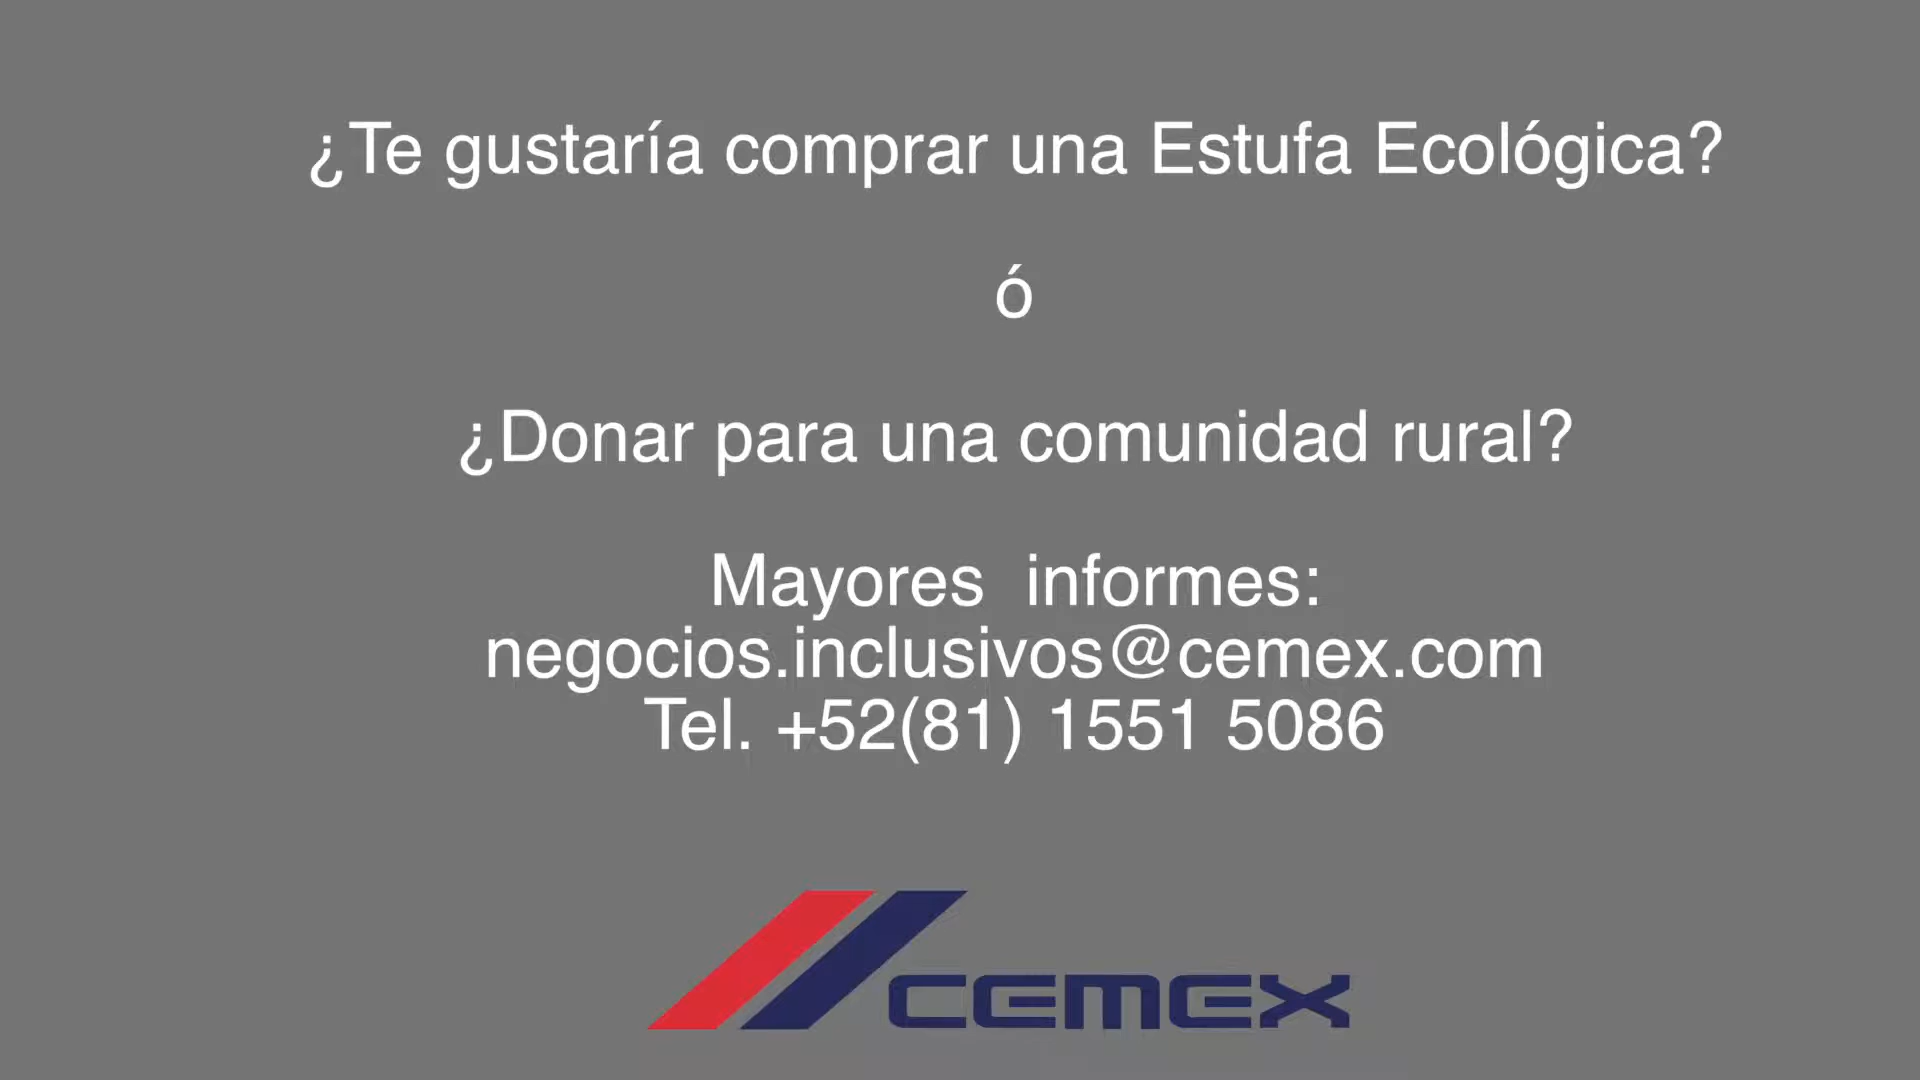 ¿Te gustaría comprar una Estufa Ecológica?
ó
¿Donar para una comunidad rural?
Mayores  informes:
negocios.inclusivos@cemex.com
Tel. +52(81) 1551 5086
CEMEX